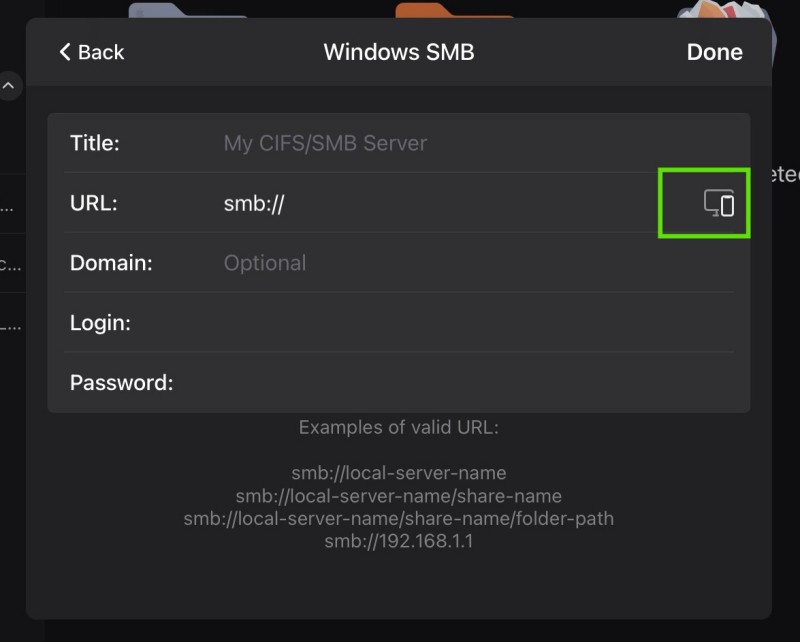 Back
Windows SMB
Done
Title:
My CIFS/SMB Server
URL:
smb://
Domain:
Optional
Login:
Password:
Examples of valid URL:
smb://local-server-name
smb://local-server-name/share-name
smb://local-server-name/share-name/folder-path
smb://192.168.1.1